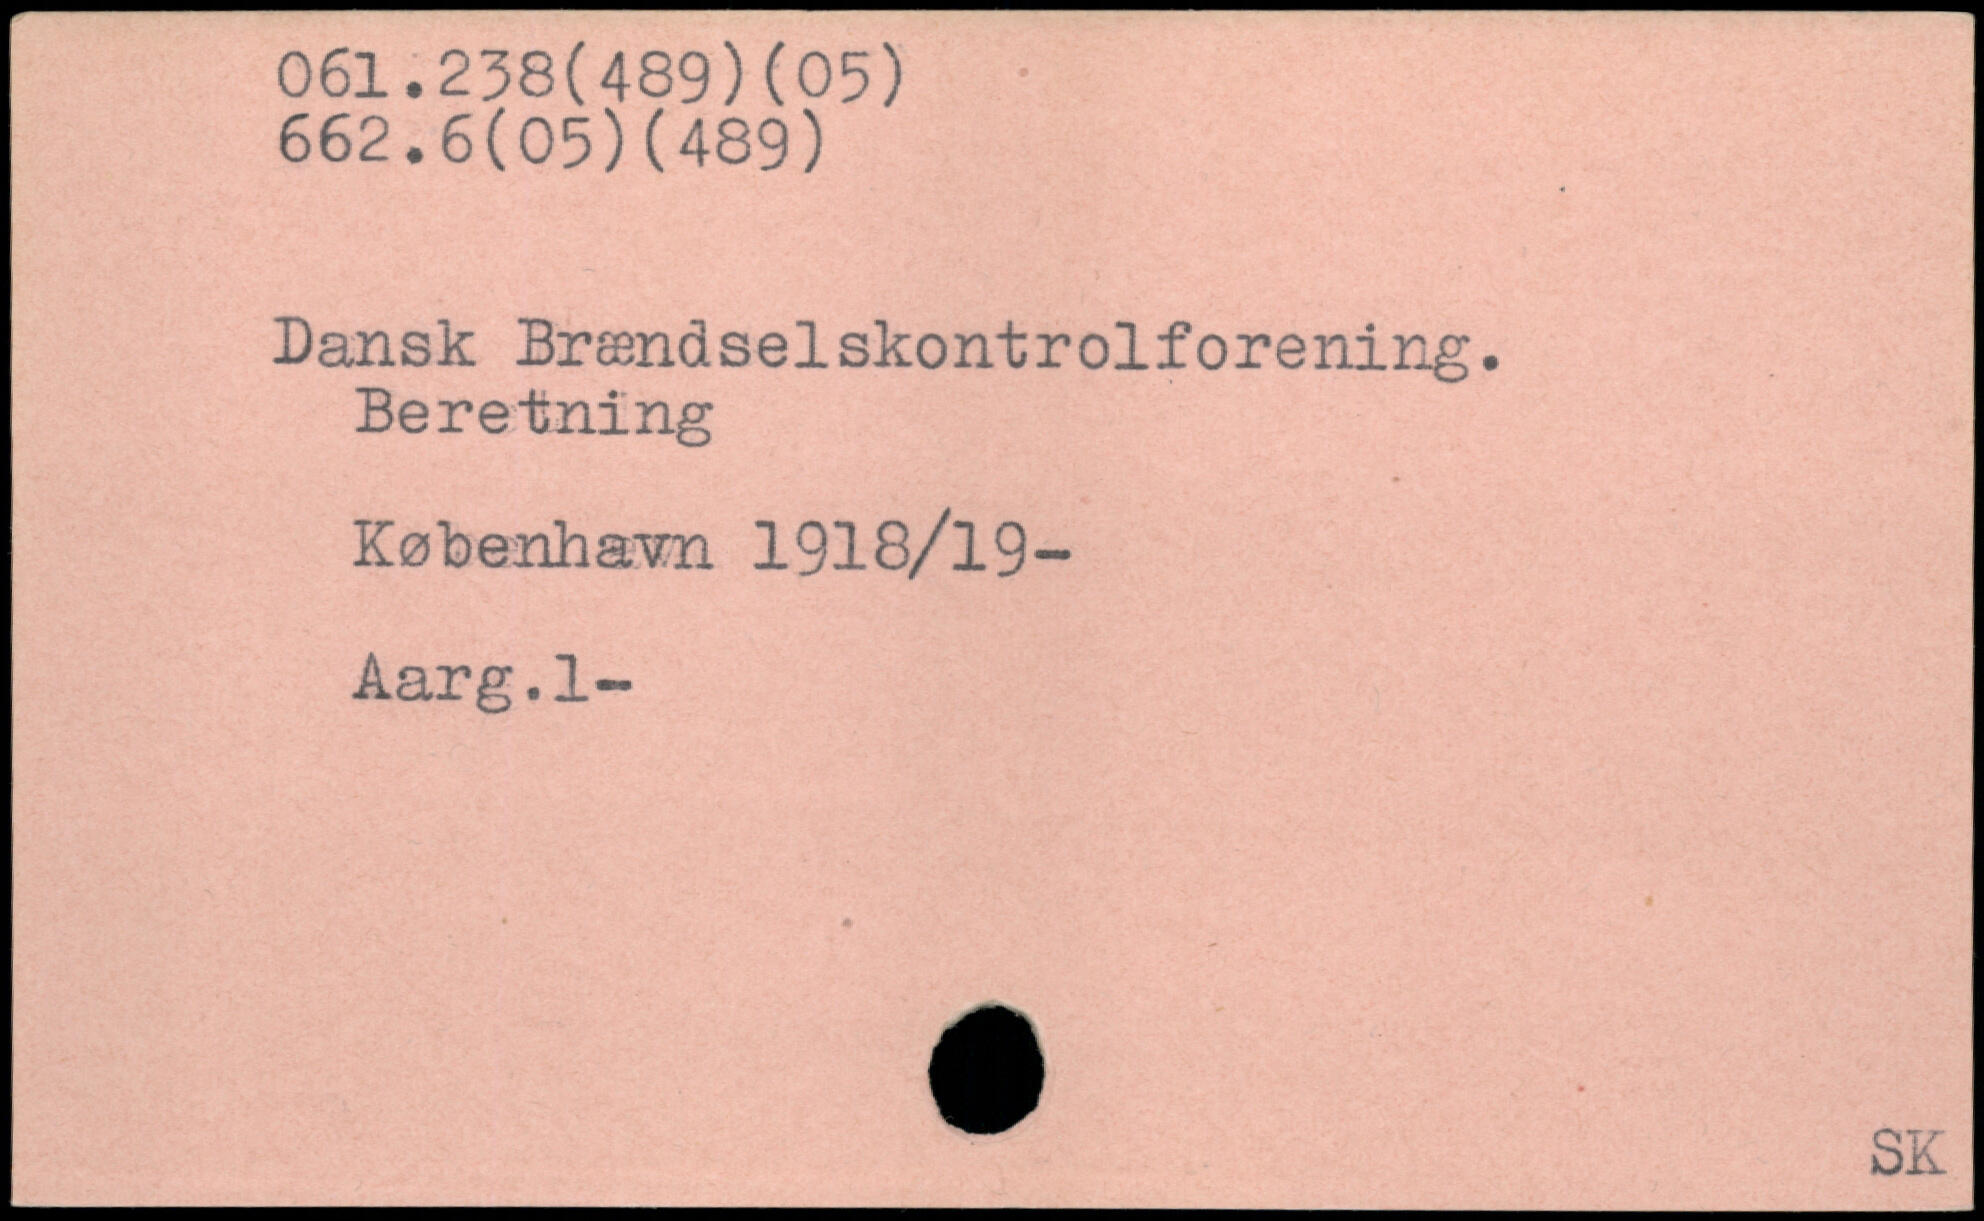 061.238(489)(05)
662.6(05)(489)
Dansk Brændselskontrolforening.
Beretning
København 1918/19-
Aarg.1-
SK